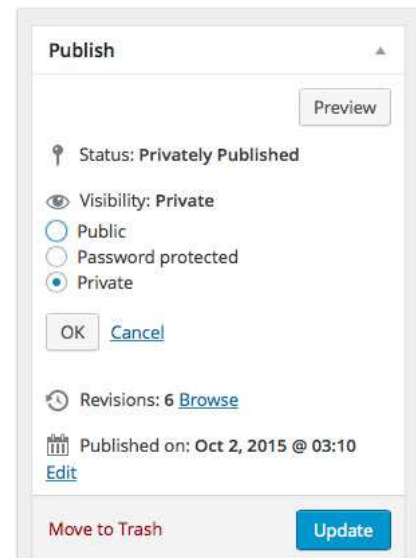 Publish
Preview
Status: Privately Published
Visibility: Private
Public
Password protected
Private
OK Cancel
Revisions: 6 Browse
Published on: Oct 2, 2015 @ 03:10
Edit
Move to Trash Update